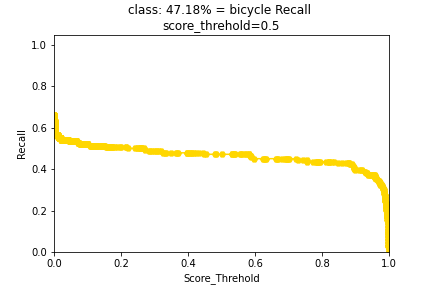 class: 47.18% = bicycle Recall
score_threhold=0.5
1.0
0.8
0.6
0.4
0.2
0.0
Recall
0.0 0.2 0.4 0.6 0.8 1.0
Score_Threhold